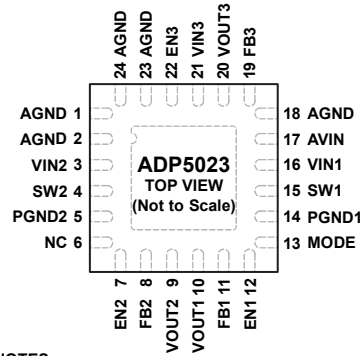 24 AGND
23 AGND
22 EN3
21 VIN3
20 VOUT3
19 FB3
AGND 1
AGND 2
VIN2 3
SW2 4
PGND2 5
NC 6
ADP5023
TOP VIEW
(Not to Scale)
18 AGND
17 AVIN
16 VIN1
15 SW1
14 PGND1
13 MODE
EN2 7
FB2 8
VOUT2 9
VOUT1 10
FB1 11
EN1 12